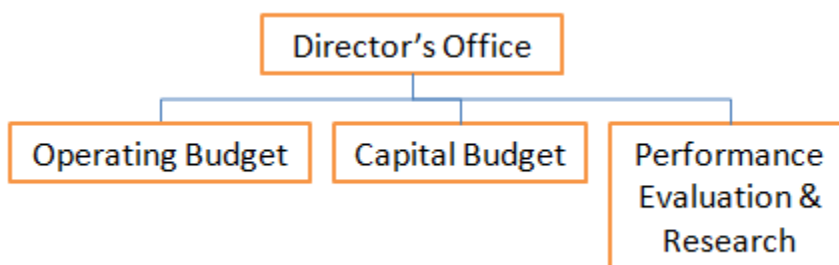 Director’s Office
Operating Budget
Capital Budget
Performance
Evaluation &
Research